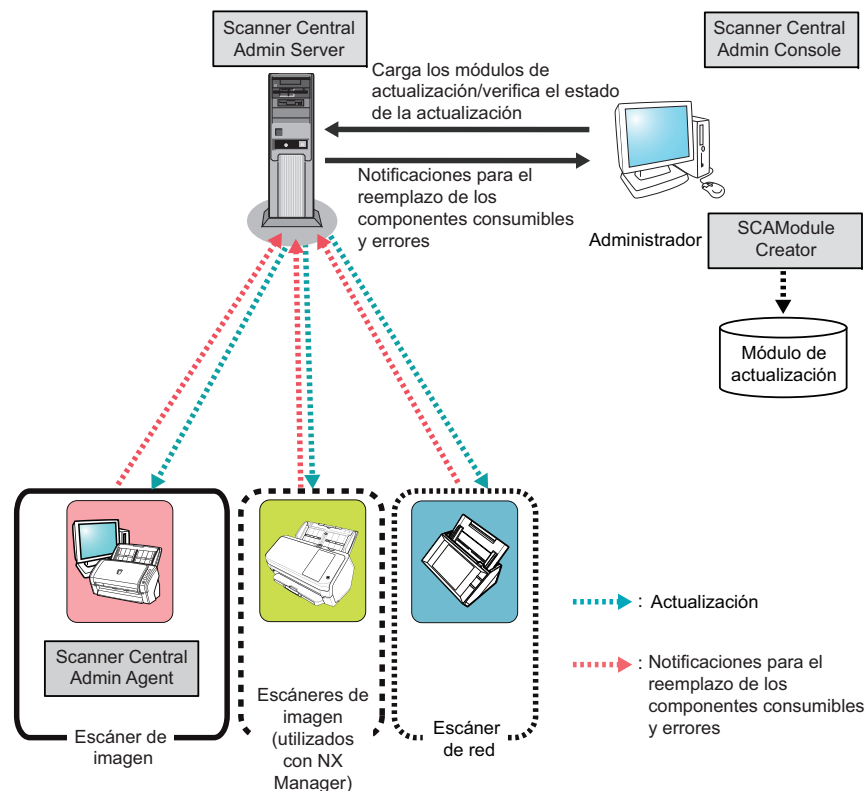 Scanner Central
Admin Server
Scanner Central
Admin Console
Carga los módulos de
actualización/verifica el estado
de la actualización
Notificaciones para el
reemplazo de los
componentes consumibles
y errores
Administrador
SCAModule
Creator
Módulo de
actualización
Scanner Central
Admin Agent
Escáner de
imagen
Escáneres de
imagen
(utilizados
con NX
Manager)
Escáner
de red
: Actualización
: Notificaciones para el
reemplazo de los
componentes consumibles
y errores